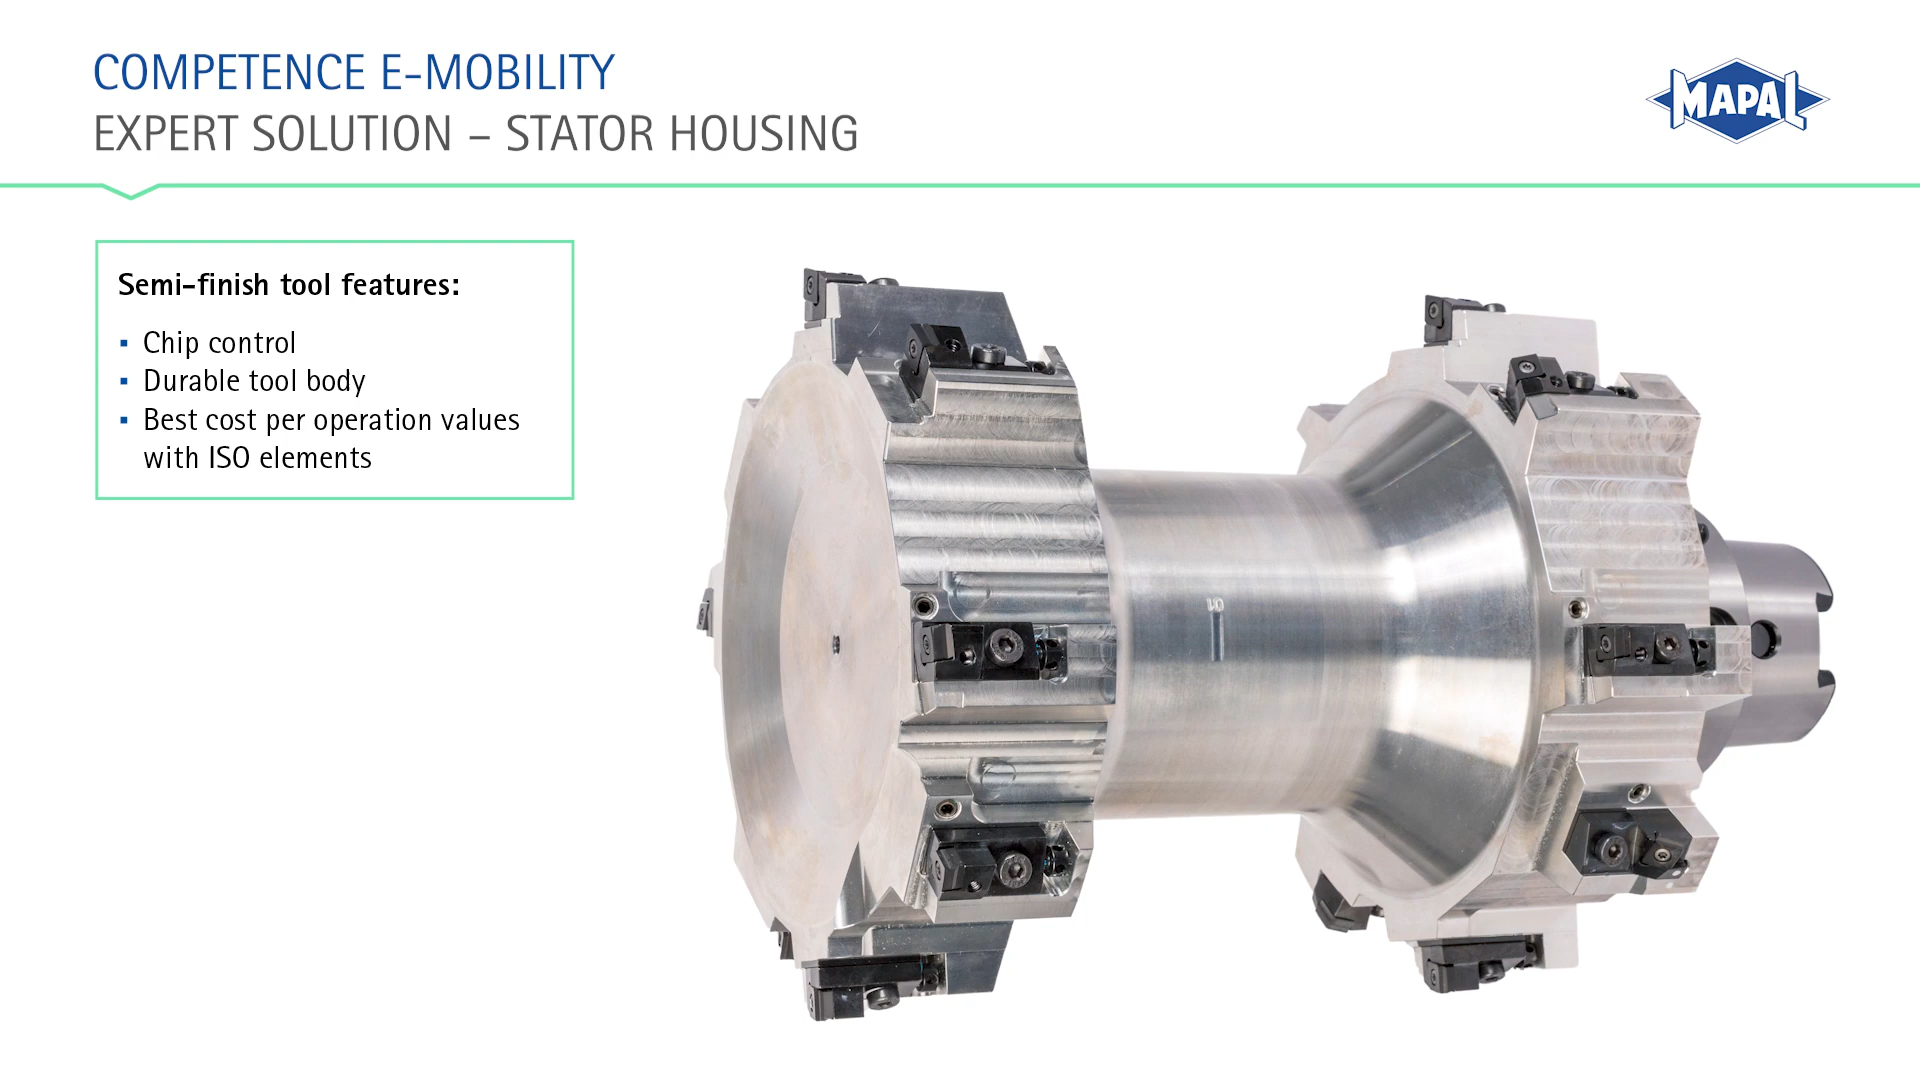 COMPETENCE E-MOBILITY
EXPERT SOLUTION – STATOR HOUSING
MAPAL
Semi-finish tool features:
▪ Chip control
▪ Durable tool body
▪ Best cost per operation values
with ISO elements